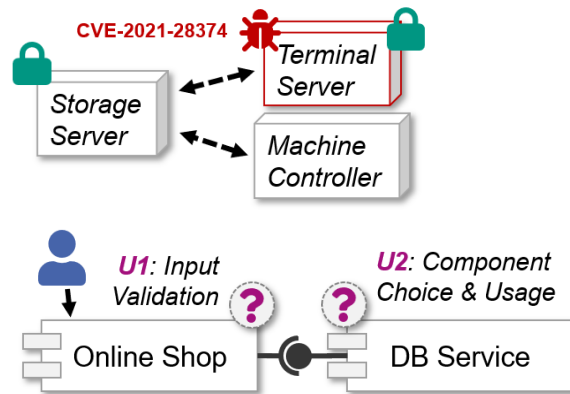 CVE-2021-28374
Terminal
Server
Storage
Server
Machine
Controller
U1: Input
Validation
?
U2: Component
Choice & Usage
?
Online Shop
DB Service